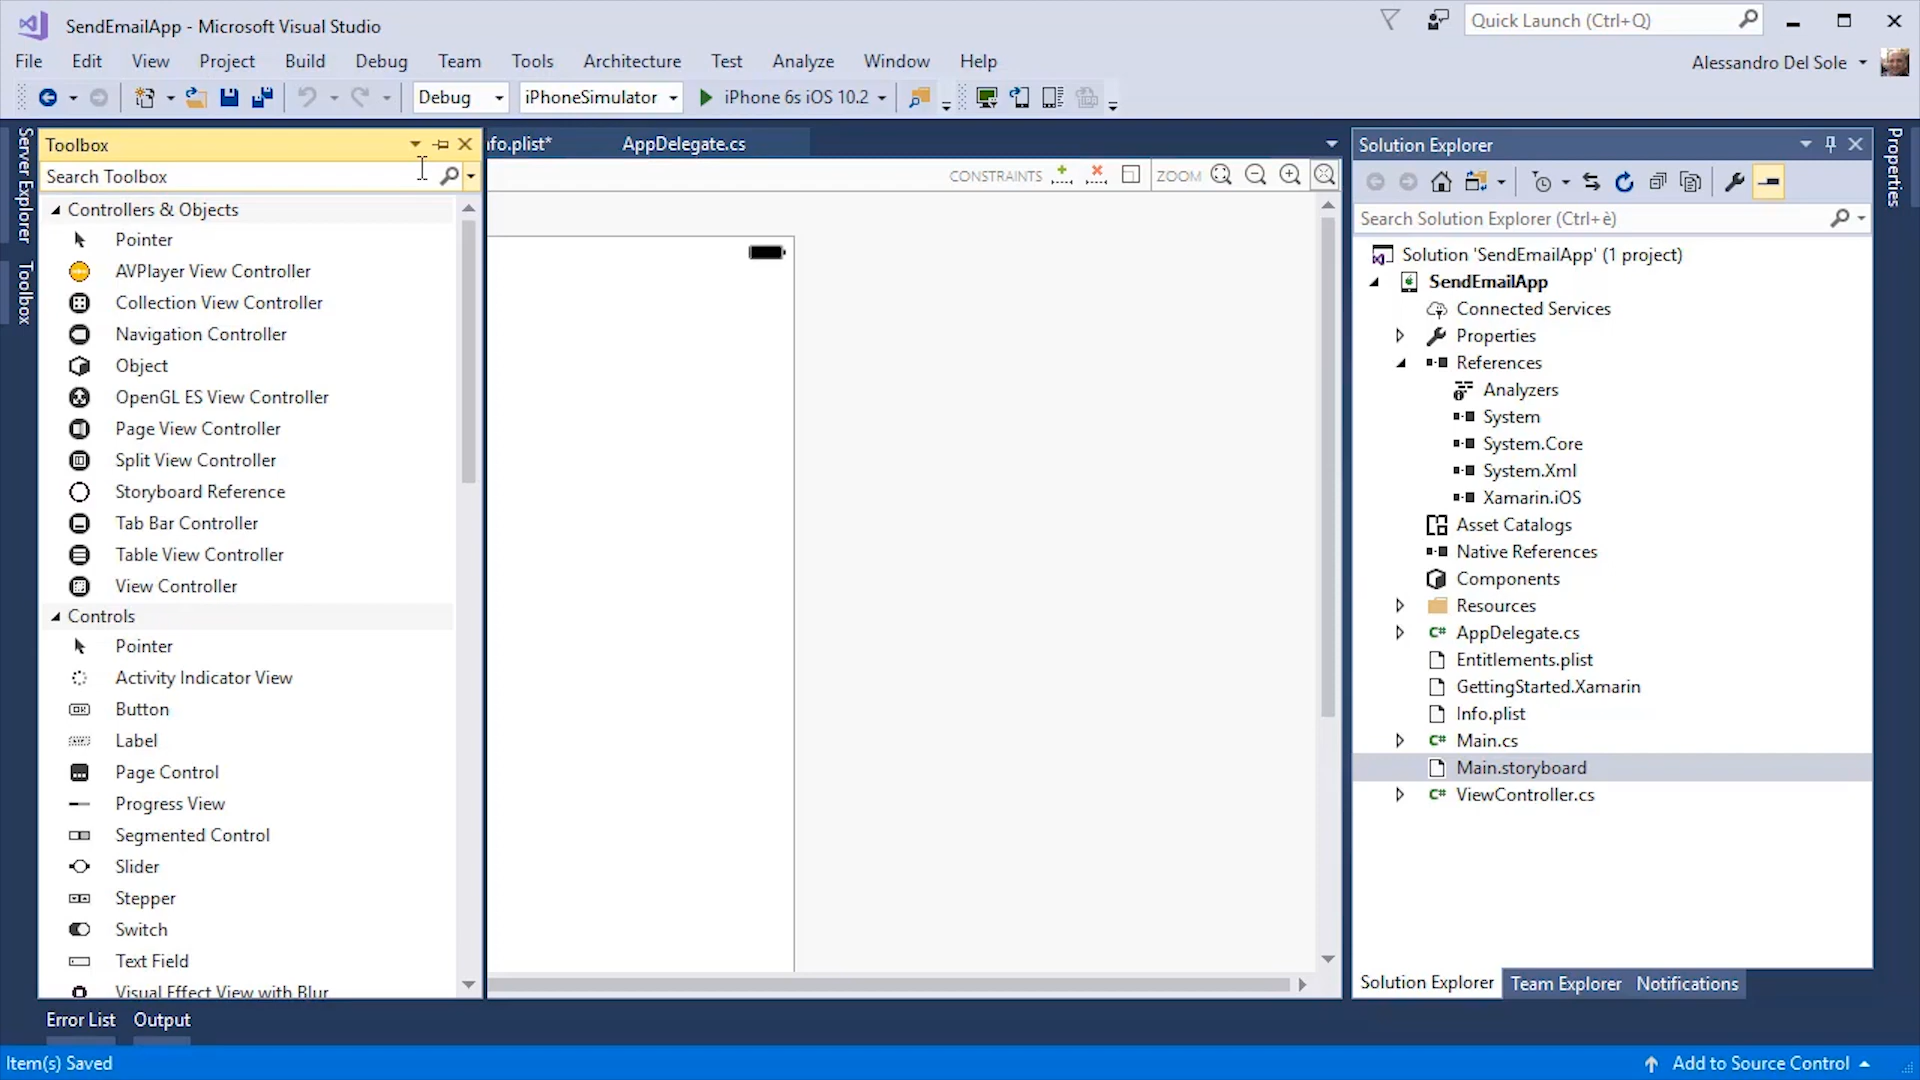 SendEmailApp - Microsoft Visual Studio
Quick Launch (Ctrl+Q)
File Edit View Project Build Debug Team Tools Architecture Test Analyze Window Help
Alessandro Del Sole
Debug iPhoneSimulator iPhone 6s iOS 10.2
Server Explorer
Toolbox
Toolbox
Search Toolbox
Controllers & Objects
Pointer
AVPlayer View Controller
Collection View Controller
Navigation Controller
Object
OpenGL ES View Controller
Page View Controller
Split View Controller
Storyboard Reference
Tab Bar Controller
Table View Controller
View Controller
Controls
Pointer
Activity Indicator View
Button
Label
Page Control
Progress View
Segmented Control
Slider
Stepper
Switch
Text Field
Visual Effect View with Blur
nfo.plist* AppDelegate.cs
CONSTRAINTS ZOOM
Solution Explorer
Search Solution Explorer (Ctrl+è)
Solution 'SendEmailApp' (1 project)
SendEmailApp
Connected Services
Properties
References
Analyzers
System
System.Core
System.Xml
Xamarin.iOS
Asset Catalogs
Native References
Components
Resources
C# AppDelegate.cs
Entitlements.plist
GettingStarted.Xamarin
Info.plist
C# Main.cs
Main.storyboard
C# ViewController.cs
Solution Explorer Team Explorer Notifications
Properties
Error List Output
Item(s) Saved
Add to Source Control